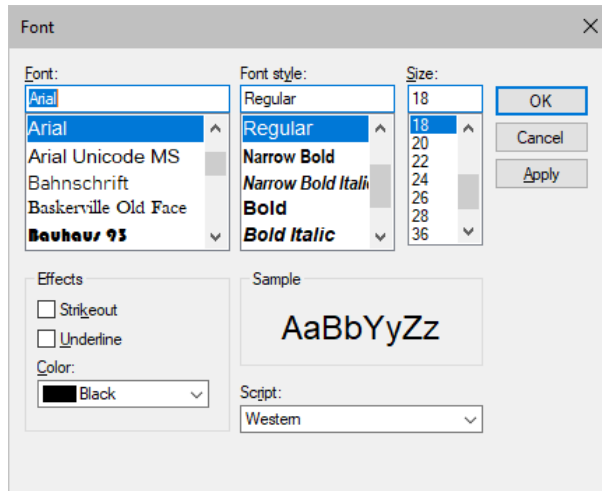 Font
Font: Font style: Size:
Arial Regular 18 OK
Arial Regular 18
Arial Unicode MS Narrow Bold 20 Cancel
Bahnschrift Narrow Bold Itali 22
Baskerville Old Face Bold 24 Apply
Bauhaus 93 Bold Italic 26
28
36
Effects Sample
Strikeout
Underline AaBbYyZz
Color:
Black Script:
Western